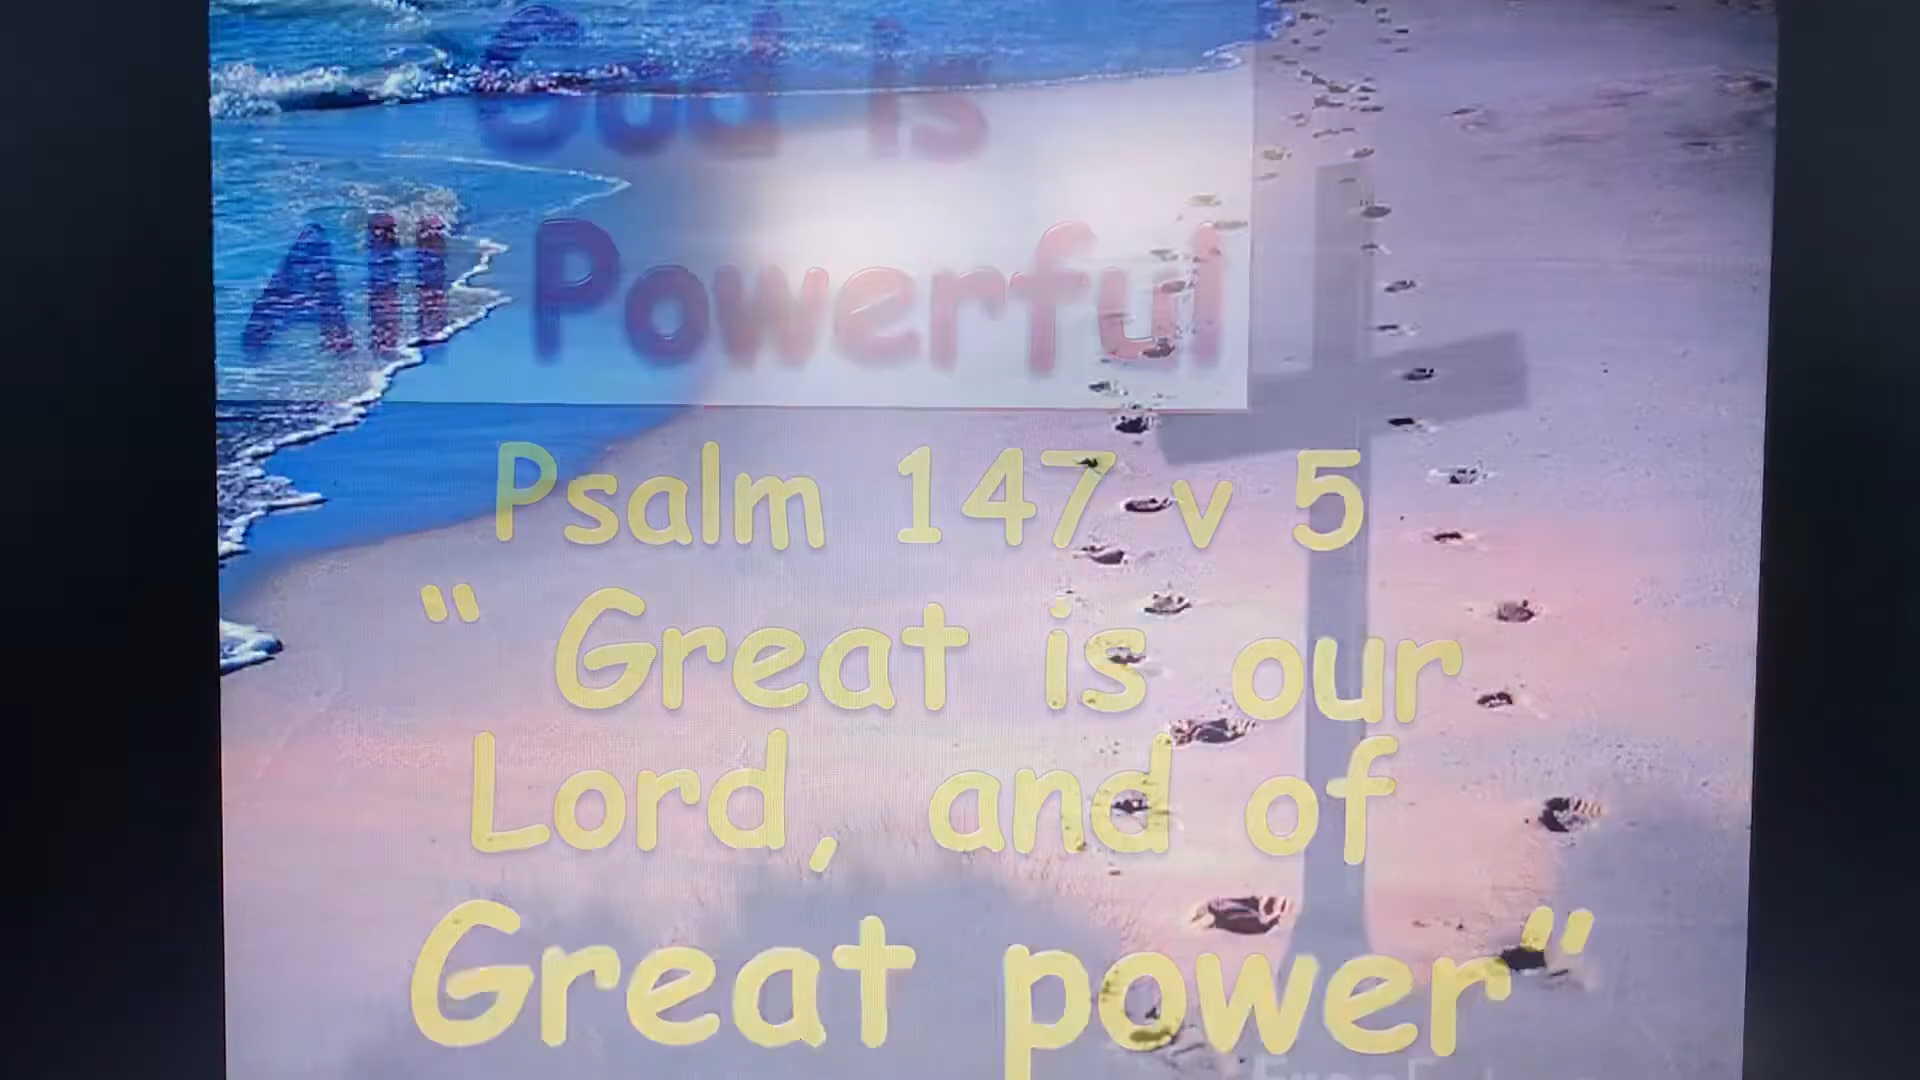 God Is
All Powerful
Psalm 147 v 5
“ Great is our
Lord, and of
Great power”